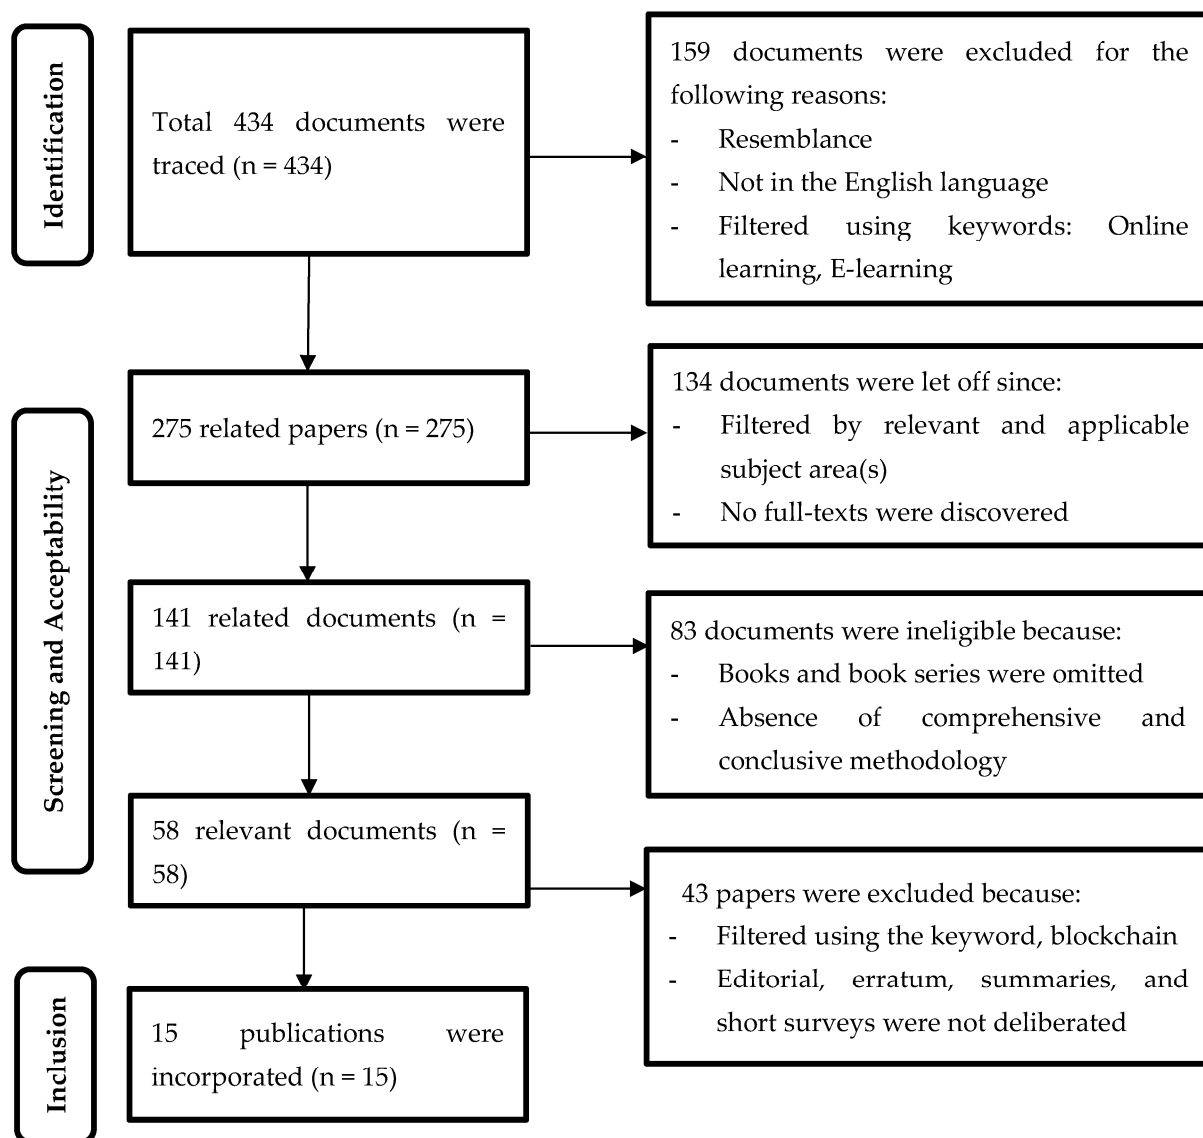 Identification
Total 434 documents were
traced (n = 434)
159 documents were excluded for the
following reasons:
- Resemblance
- Not in the English language
- Filtered using keywords: Online
learning, E-learning
Screening and Acceptability
275 related papers (n = 275)
134 documents were let off since:
- Filtered by relevant and applicable
subject area(s)
- No full-texts were discovered
141 related documents (n =
141)
83 documents were ineligible because:
- Books and book series were omitted
- Absence of comprehensive and
conclusive methodology
58 relevant documents (n =
58)
43 papers were excluded because:
- Filtered using the keyword, blockchain
- Editorial, erratum, summaries, and
short surveys were not deliberated
Inclusion
15 publications were
incorporated (n = 15)